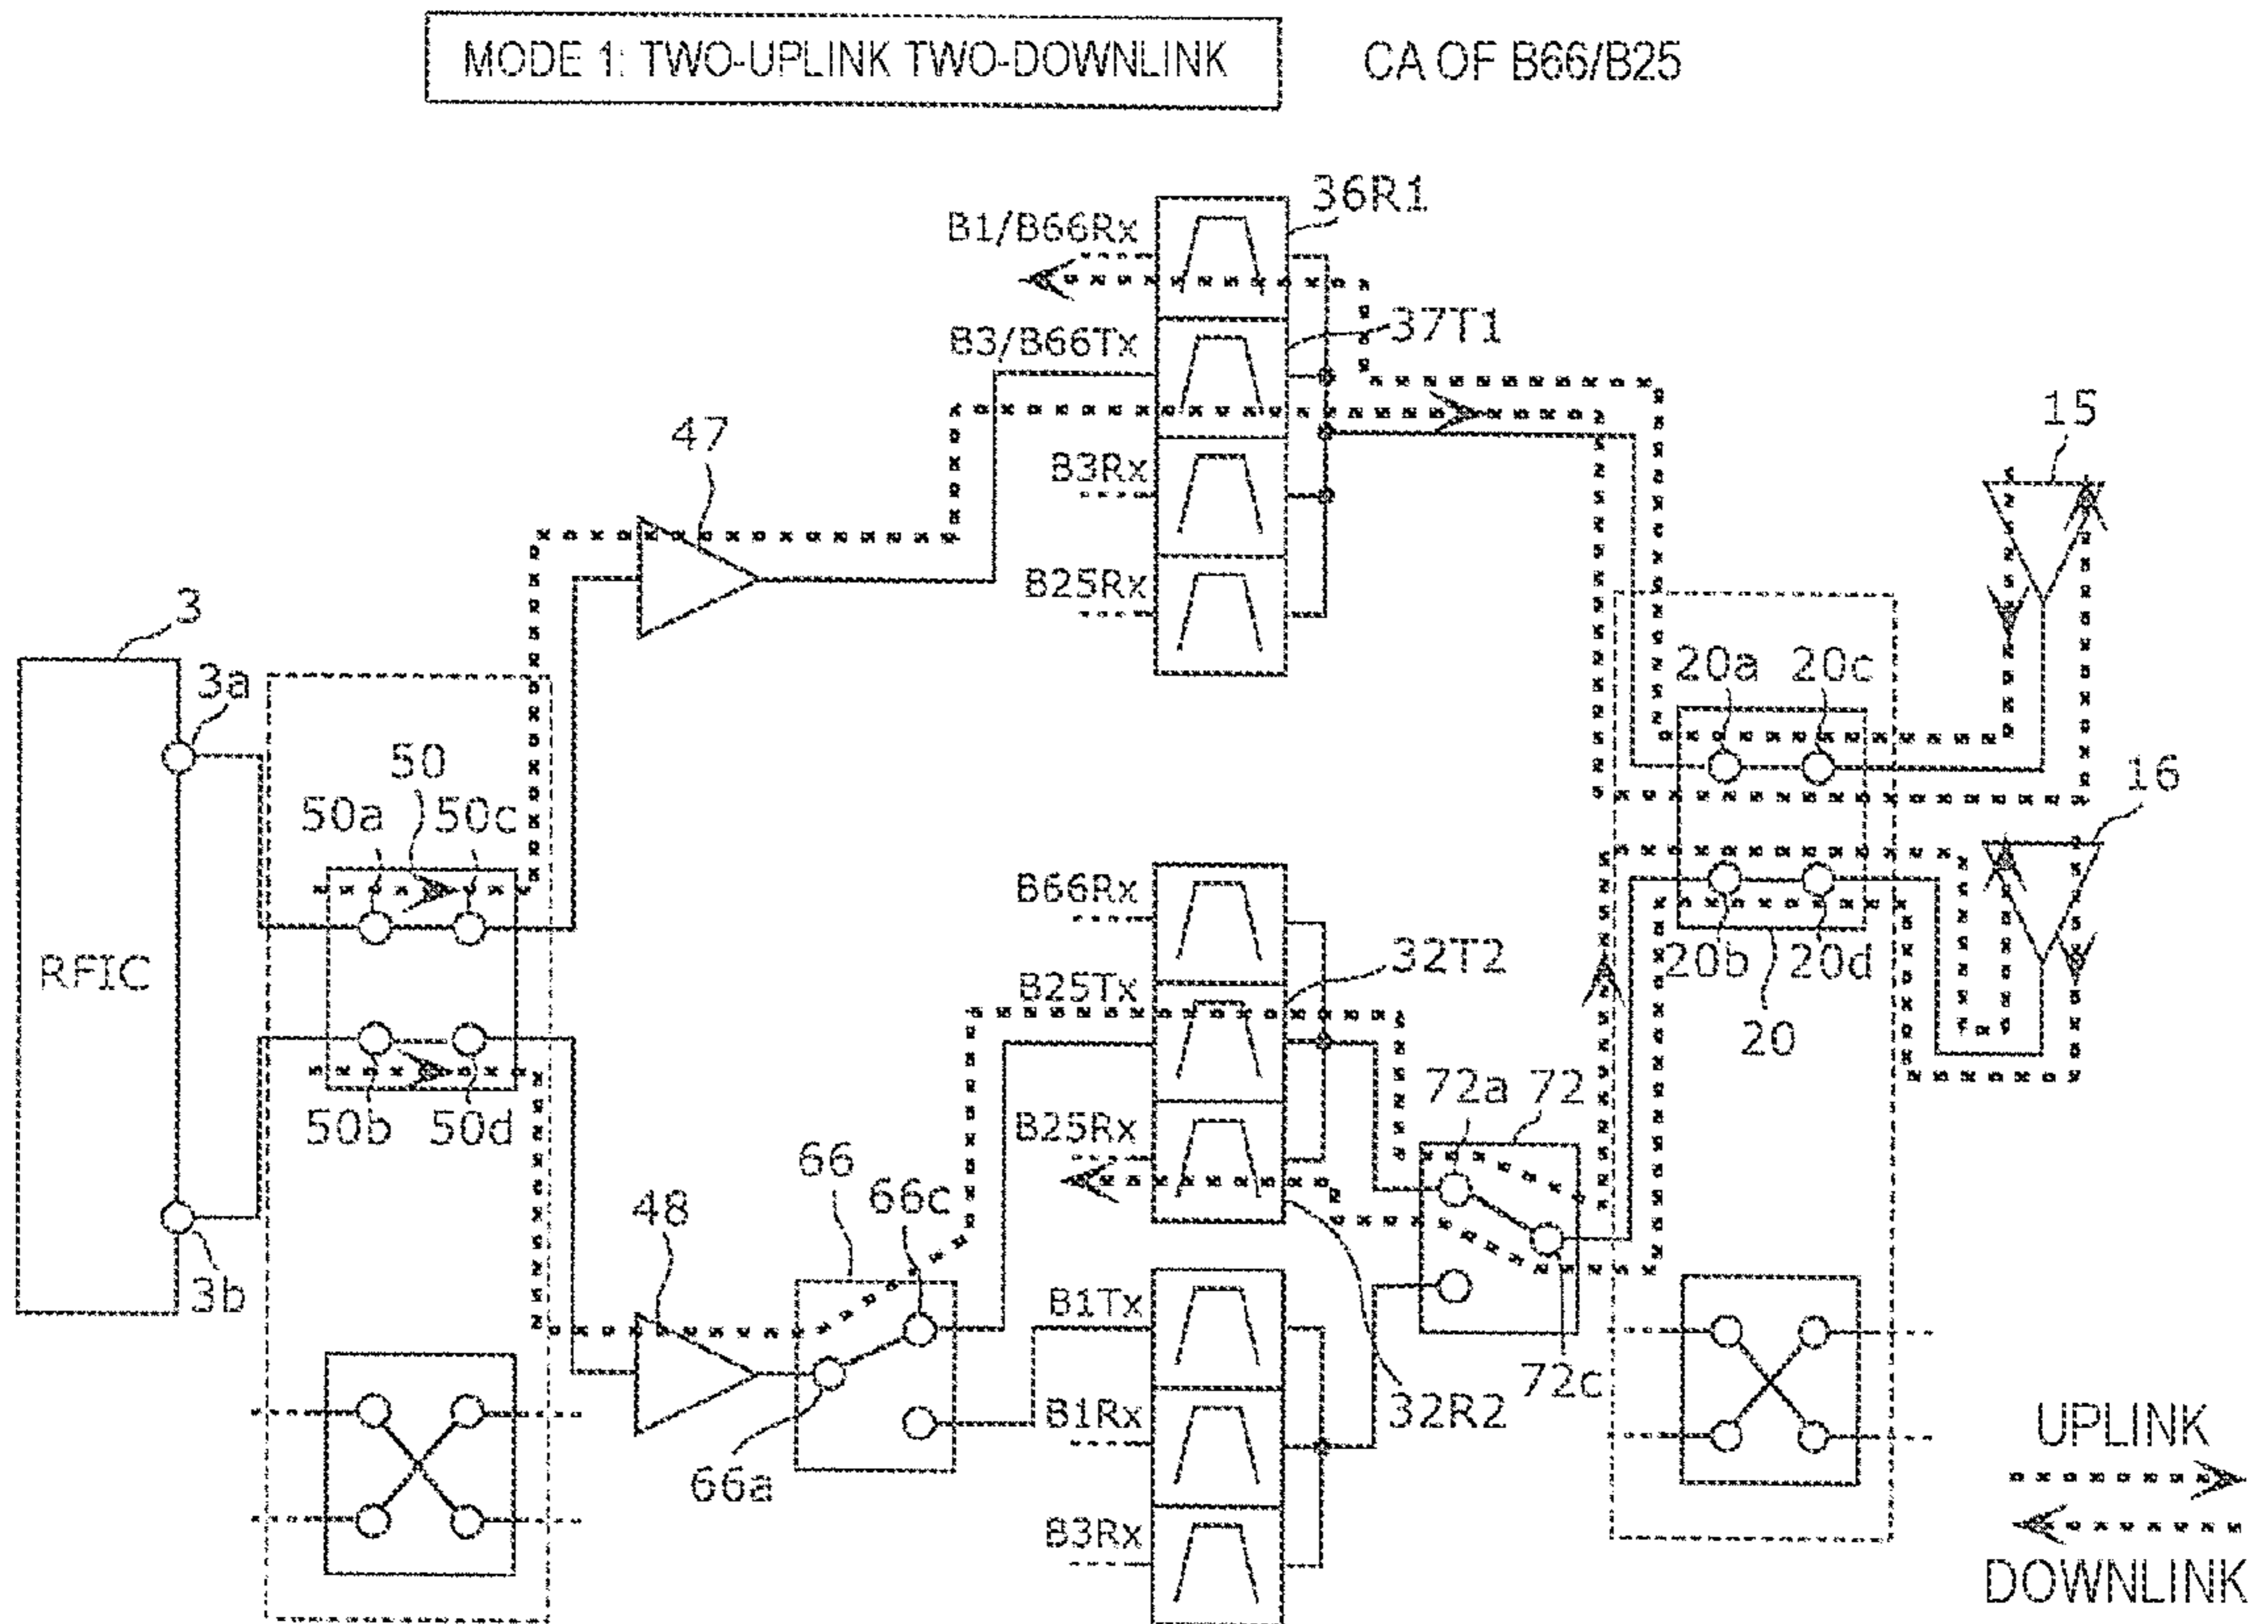 MODE 1: TWO-UPLINK TWO-DOWNLINK
CA OF B66/B25
36R1
B1/B66Rx
37T1
B3/B66Tx
15
47
B3Rx
B25Rx
3
3a
20a 20c
50
16
50a 50c
B66Rx
RFIC
32T2
20b 20d
B25Tx
20
72a 72
50b 50d
B25Rx
66
66c
48
3b
B1Tx
72c
B1Rx
32R2
66a
UPLINK
B3Rx
DOWNLINK